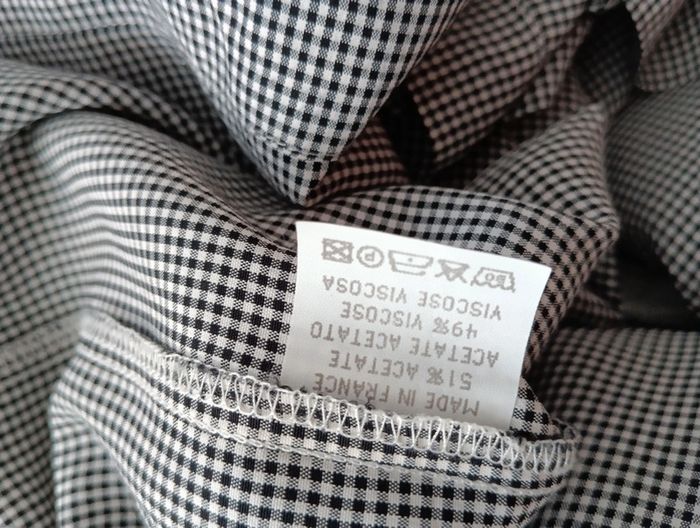 MADE IN FRANCE
51% ACETATE
ACETATE ACETATO
49% VISCOSE
VISCOSE VISCOSA
P